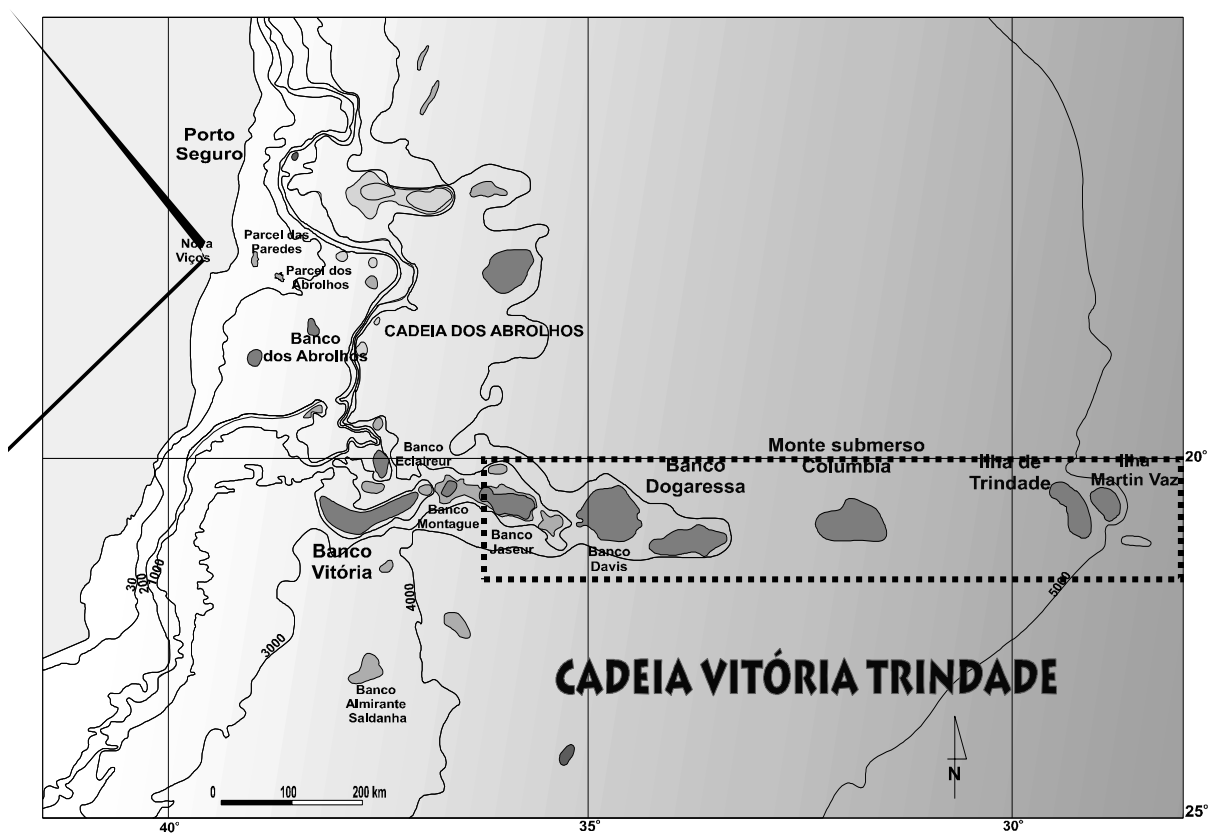 Porto
Seguro
Nova
Viços
Parcel das
Paredes
Parcel dos
Abrolhos
CADEIA DOS ABROLHOS
Banco
dos Abrolhos
Banco
Eclaireur
Monte submerso
Columbia
Banco
Dogaressa
Ilha de
Trindade
Ilha
Martin Vaz
20°
Banco
Montague
Banco
Jaseur
Banco
Davis
Banco
Vitória
30
200
1000
3000
4000
5000
CADEIA VITÓRIA TRINDADE
Banco
Almirante
Saldanha
N
0 100 200 km
25°
40° 35° 30°